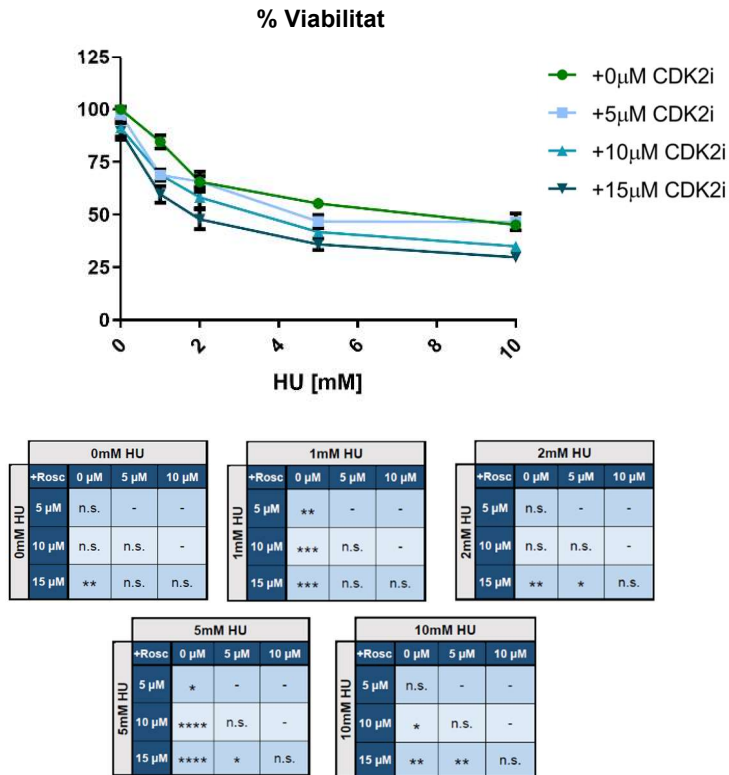 % Viabilitat
125
100
75
50
25
0
0 2 4 6 8 10
HU [mM]
+0µM CDK2i
+5µM CDK2i
+10µM CDK2i
+15µM CDK2i
0mM HU
0mM HU
+Rosc 0 µM 5 µM 10 µM
5 µM n.s. - -
10 µM n.s. n.s. -
15 µM ** n.s. n.s.
1mM HU
1mM HU
+Rosc 0 µM 5 µM 10 µM
5 µM ** - -
10 µM *** n.s. -
15 µM *** n.s. n.s.
2mM HU
2mM HU
+Rosc 0 µM 5 µM 10 µM
5 µM n.s. - -
10 µM n.s. n.s. -
15 µM ** * n.s.
5mM HU
5mM HU
+Rosc 0 µM 5 µM 10 µM
5 µM * - -
10 µM **** n.s. -
15 µM **** * n.s.
10mM HU
10mM HU
+Rosc 0 µM 5 µM 10 µM
5 µM n.s. - -
10 µM * n.s. -
15 µM ** ** n.s.